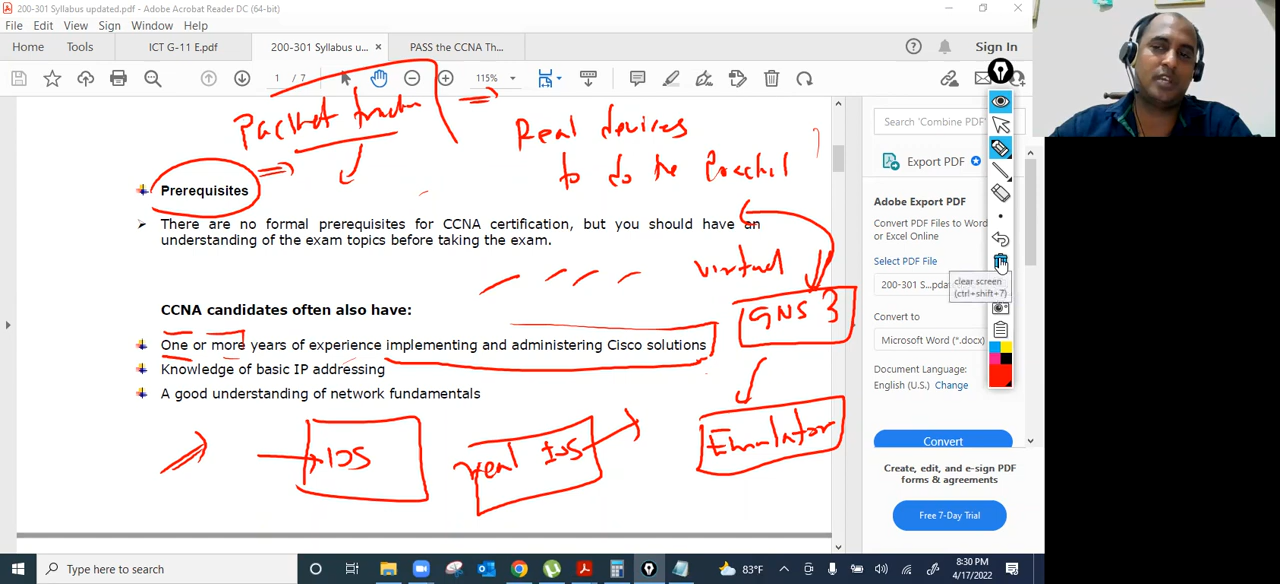 200-301 Syllabus updated.pdf - Adobe Acrobat Reader DC (64-bit)
File Edit View Sign Window Help
Home Tools ICT G-11 E.pdf 200-301 Syllabus u... × PASS the CCNA Th... Sign In
1 / 7 115%
Packet
Real devices
to do the
Prerequisites
There are no formal prerequisites for CCNA certification, but you should have an
understanding of the exam topics before taking the exam.
virtual
GNS 3
CCNA candidates often also have:
One or more years of experience implementing and administering Cisco solutions
Knowledge of basic IP addressing
A good understanding of network fundamentals
Emulator
IOS
real IOS
Search 'Combine PDF'
Export PDF
Adobe Export PDF
Convert PDF Files to Word
or Excel Online
Select PDF File
clear screen
(ctrl+shift+7)
200-301 S...pda
Convert to
Microsoft Word (*.docx)
Document Language:
English (U.S.) Change
Convert
Create, edit, and e-sign PDF
forms & agreements
Free 7-Day Trial
Type here to search
83°F
8:30 PM
4/17/2022